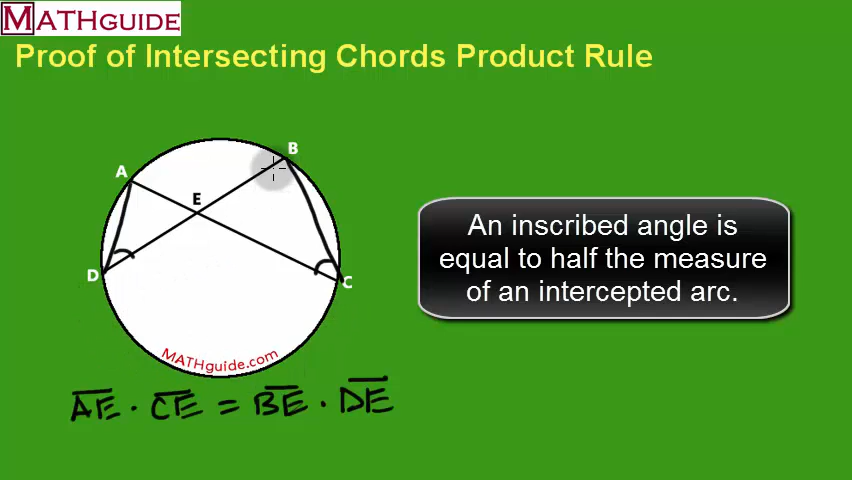 MATHGUIDE
Proof of Intersecting Chords Product Rule
B
A
E
D
C
An inscribed angle is
equal to half the measure
of an intercepted arc.
MATHguide.com
AE · CE = BE · DE